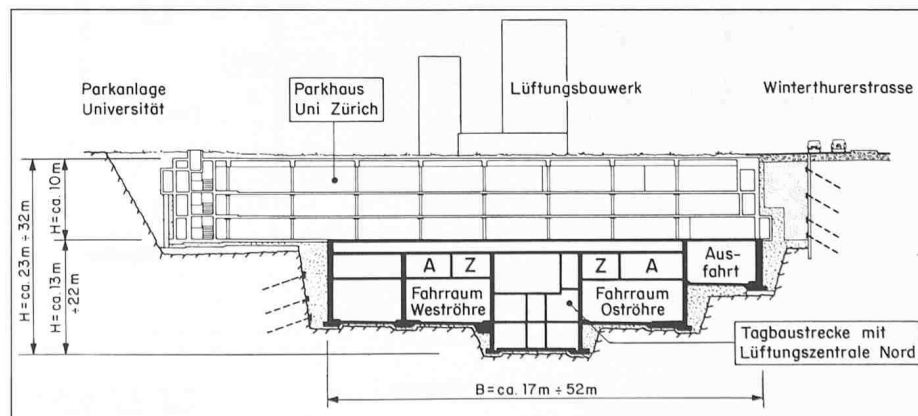 Parkanlage
Universität
Parkhaus
Uni Zürich
Lüftungsbauwerk
Winterthurerstrasse
H=ca. 23m ÷ 32m
H=ca. 10m
H=ca. 13m
÷22m
A
Z
Z
A
Aus-
fahrt
Fahrraum
Weströhre
Fahrraum
Oströhre
Tagbaustrecke mit
Lüftungszentrale Nord
B=ca. 17m ÷ 52m